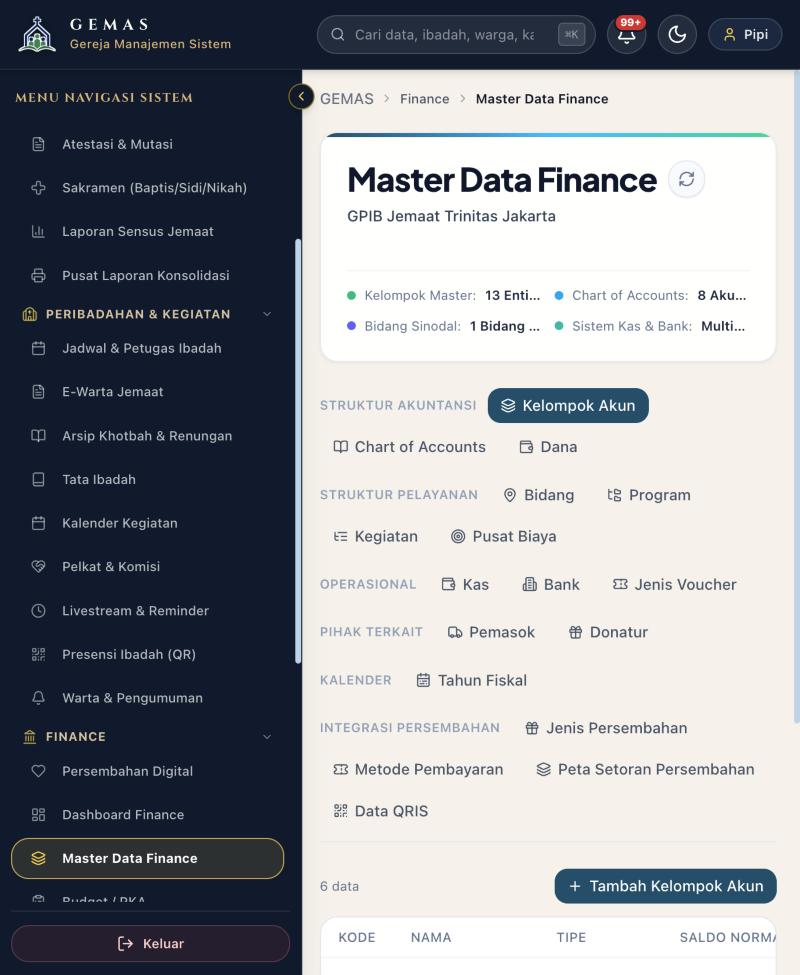 GEMAS
Gereja Manajemen Sistem
Cari data, ibadah, warga, ka
⌘K
99+
Pipi
MENU NAVIGASI SISTEM
Atestasi & Mutasi
Sakramen (Baptis/Sidi/Nikah)
Laporan Sensus Jemaat
Pusat Laporan Konsolidasi
PERIBADAHAN & KEGIATAN
Jadwal & Petugas Ibadah
E-Warta Jemaat
Arsip Khotbah & Renungan
Tata Ibadah
Kalender Kegiatan
Pelkat & Komisi
Livestream & Reminder
Presensi Ibadah (QR)
Warta & Pengumuman
FINANCE
Persembahan Digital
Dashboard Finance
Master Data Finance
Budget / RKA
Keluar
GEMAS > Finance > Master Data Finance
Master Data Finance
GPIB Jemaat Trinitas Jakarta
Kelompok Master: 13 Enti... Chart of Accounts: 8 Aku...
Bidang Sinodal: 1 Bidang ... Sistem Kas & Bank: Multi...
STRUKTUR AKUNTANSI Kelompok Akun
Chart of Accounts Dana
STRUKTUR PELAYANAN Bidang Program
Kegiatan Pusat Biaya
OPERASIONAL Kas Bank Jenis Voucher
PIHAK TERKAIT Pemasok Donatur
KALENDER Tahun Fiskal
INTEGRASI PERSEMBAHAN Jenis Persembahan
Metode Pembayaran Peta Setoran Persembahan
Data QRIS
6 data + Tambah Kelompok Akun
KODE NAMA TIPE SALDO NORMA